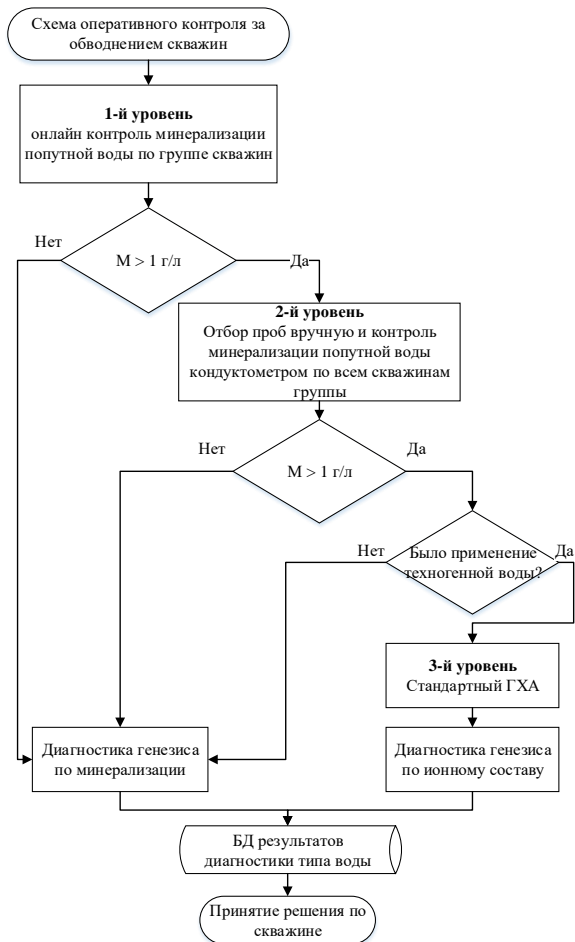 Схема оперативного контроля за
обводнением скважин
1-й уровень
онлайн контроль минерализации
попутной воды по группе скважин
Нет
М > 1 г/л
Да
2-й уровень
Отбор проб вручную и контроль
минерализации попутной воды
кондуктометром по всем скважинам
группы
Нет
М > 1 г/л
Да
Нет
Было применение
техногенной воды?
Да
3-й уровень
Стандартный ГХА
Диагностика генезиса
по минерализации
Диагностика генезиса
по ионному составу
БД результатов
диагностики типа воды
Принятие решения по
скважине